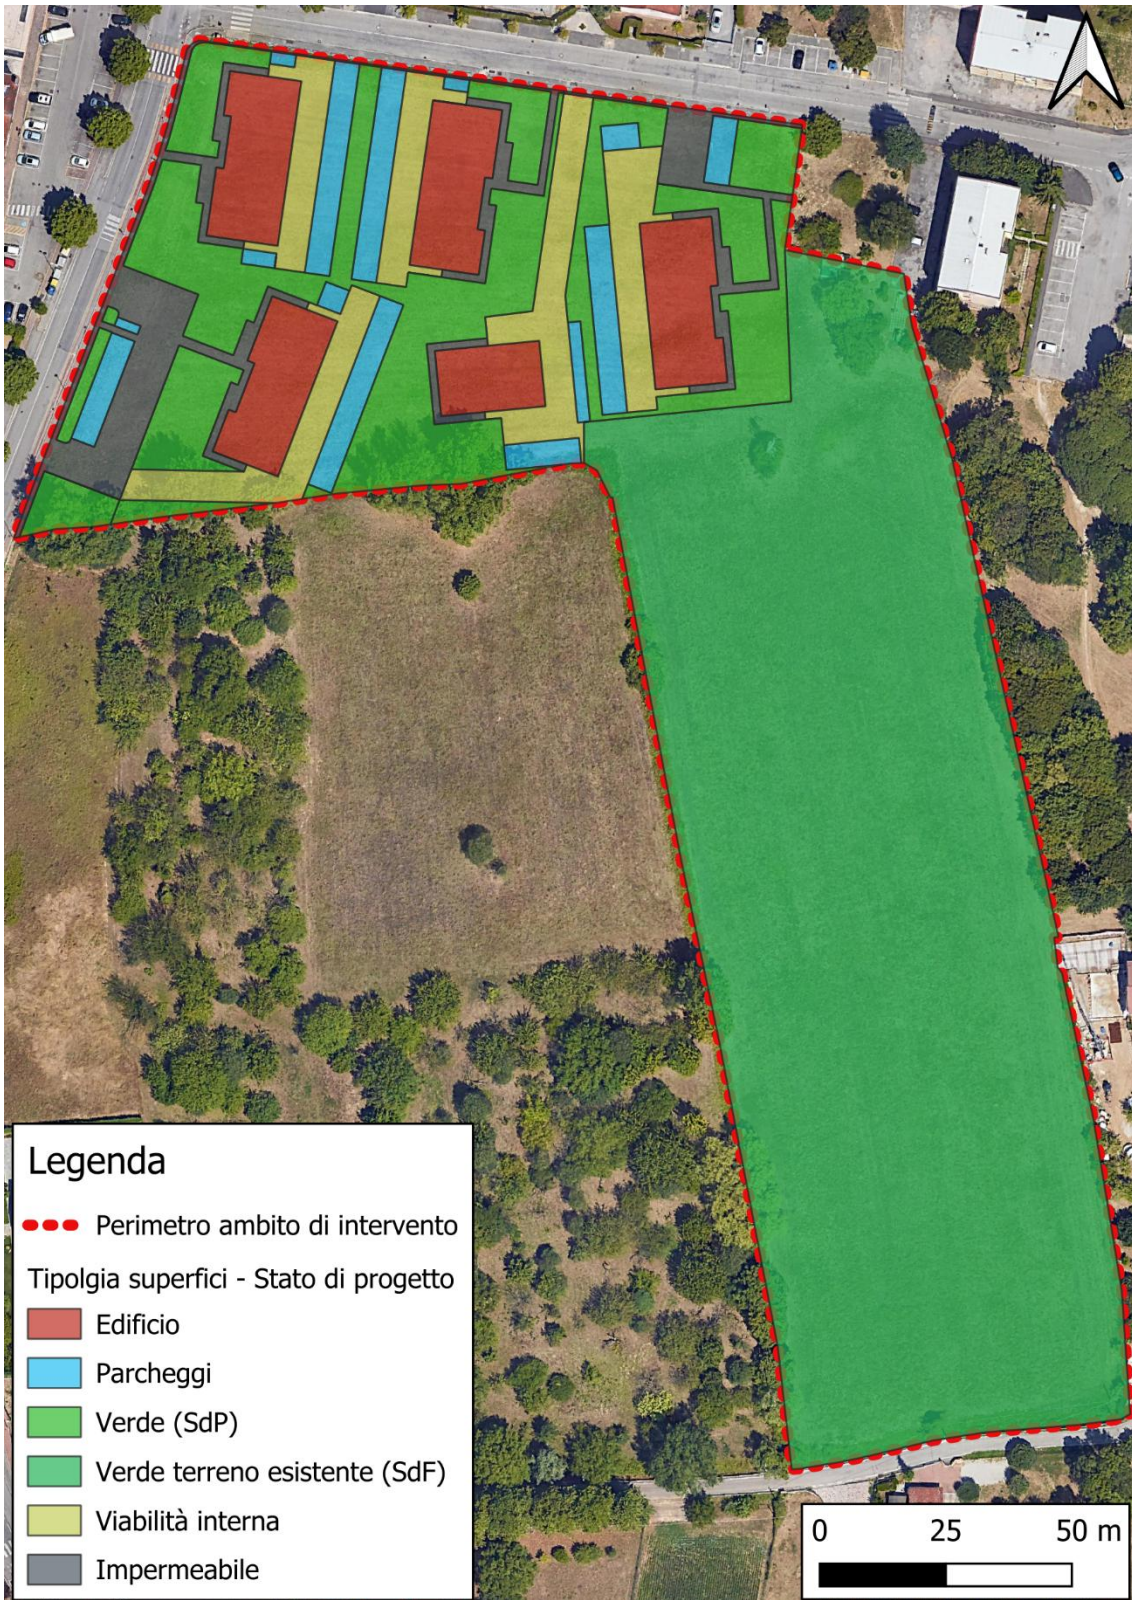 Legenda
Perimetro ambito di intervento
Tipolgia superfici - Stato di progetto
Edificio
Parcheggi
Verde (SdP)
Verde terreno esistente (SdF)
Viabilità interna
Impermeabile
0 25 50 m